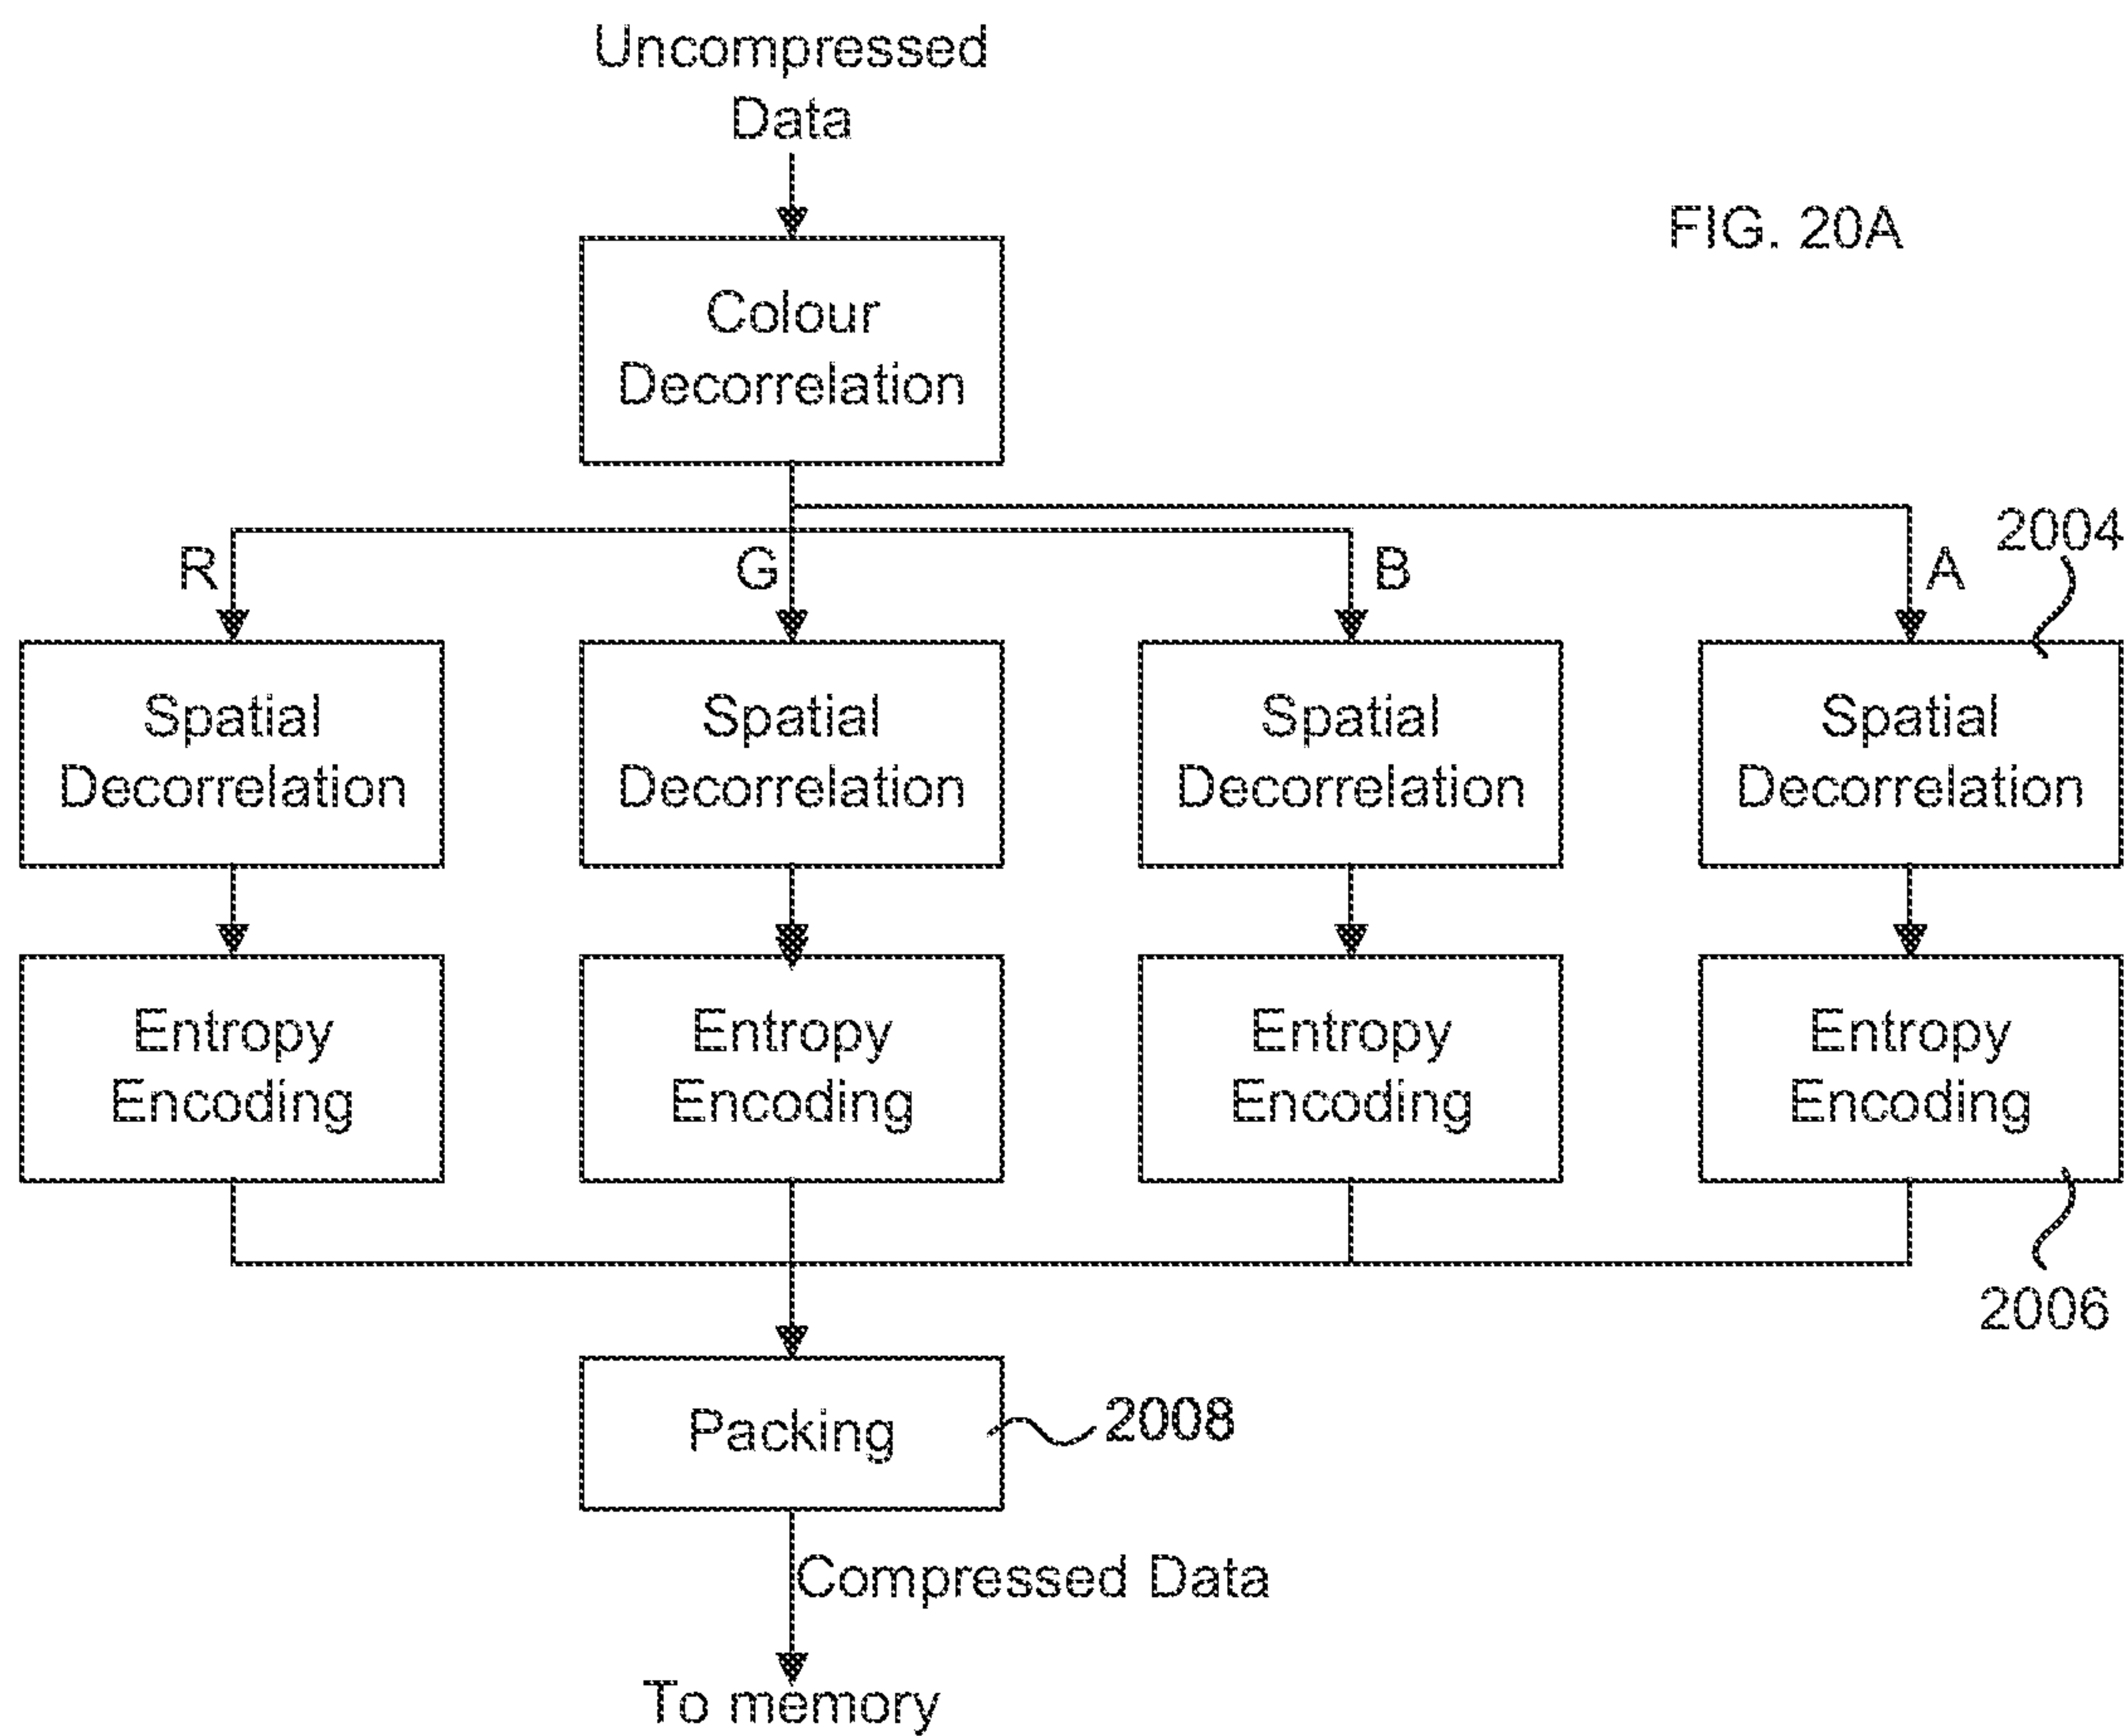 Uncompressed
Data
FIG. 20A
Colour
Decorrelation
2004
R
G
B
A
Spatial
Decorrelation
Spatial
Decorrelation
Spatial
Decorrelation
Spatial
Decorrelation
Entropy
Encoding
Entropy
Encoding
Entropy
Encoding
Entropy
Encoding
2006
Packing
2008
Compressed Data
To memory